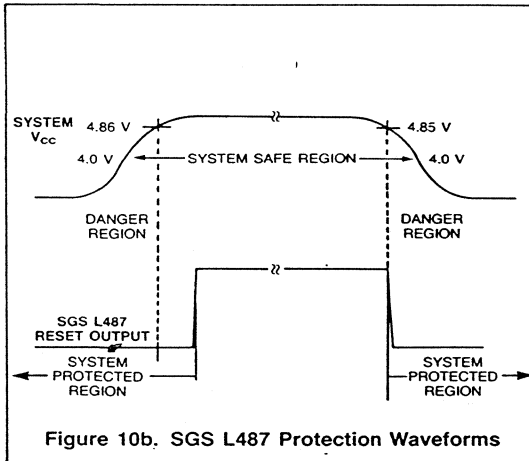 SYSTEM
VCC
4.86 V
4.85 V
4.0 V
SYSTEM SAFE REGION
4.0 V
DANGER
REGION
DANGER
REGION
SGS L487
RESET OUTPUT
SYSTEM
PROTECTED
REGION
SYSTEM
PROTECTED
REGION
Figure 10b. SGS L487 Protection Waveforms